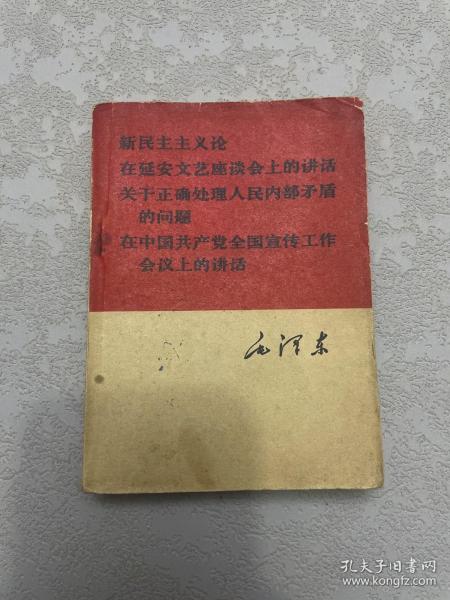 新民主主义论
在延安文艺座谈会上的讲话
关于正确处理人民内部矛盾
的问题
在中国共产党全国宣传工作
会议上的讲话
毛泽东
孔夫子旧书网
www.kongfz.com